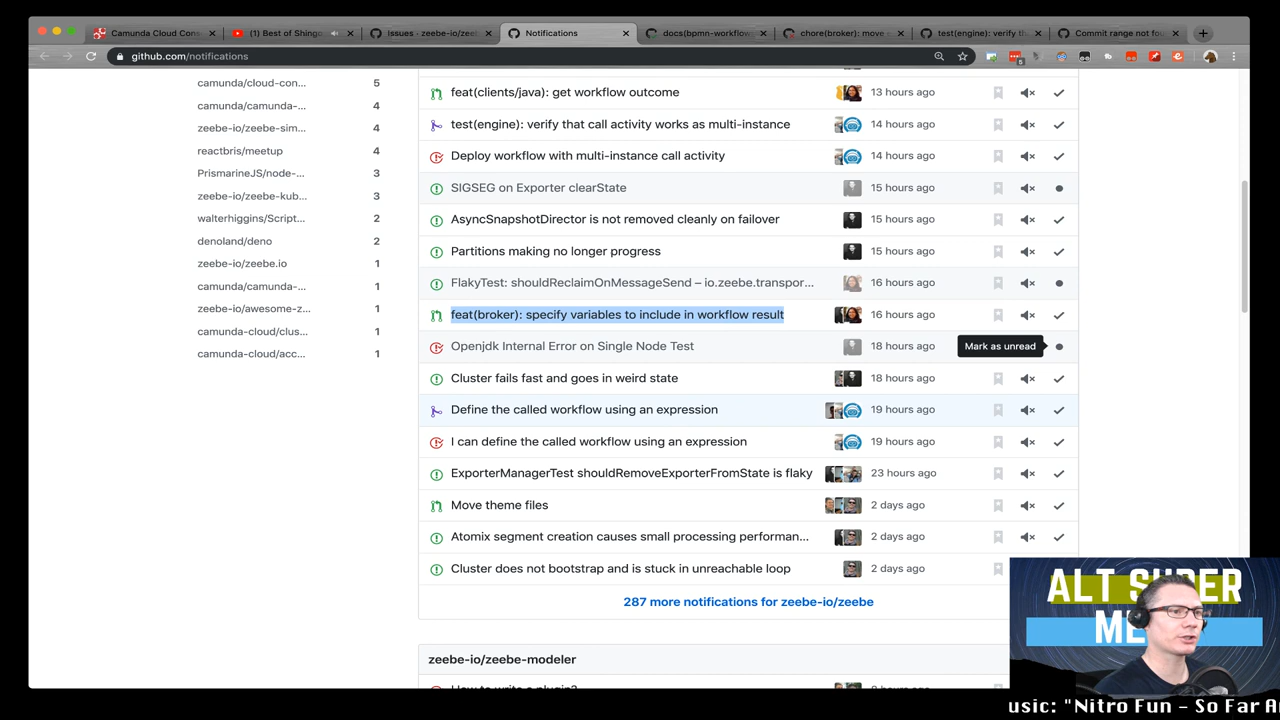 Camunda Cloud Cons
(1) Best of Shing
Issues - zeebe-io/zeeb
Notifications
docs(bpmn-workflow
chore(broker): move
test(engine): verify th
Commit range not fou
github.com/notifications
5
camunda/cloud-con... 5
camunda/camunda-... 4
zeebe-io/zeebe-sim... 4
reactbris/meetup 4
PrismarineJS/node-... 3
zeebe-io/zeebe-kub... 3
walterhiggins/Script... 2
denoland/deno 2
zeebe-io/zeebe.io 1
camunda/camunda-... 1
zeebe-io/awesome-z... 1
camunda-cloud/clus... 1
camunda-cloud/acc... 1
feat(clients/java): get workflow outcome 13 hours ago
test(engine): verify that call activity works as multi-instance 14 hours ago
Deploy workflow with multi-instance call activity 14 hours ago
SIGSEG on Exporter clearState 15 hours ago
AsyncSnapshotDirector is not removed cleanly on failover 15 hours ago
Partitions making no longer progress 15 hours ago
FlakyTest: shouldReclaimOnMessageSend – io.zeebe.transpor... 16 hours ago
feat(broker): specify variables to include in workflow result 16 hours ago
Openjdk Internal Error on Single Node Test 18 hours ago Mark as unread
Cluster fails fast and goes in weird state 18 hours ago
Define the called workflow using an expression 19 hours ago
I can define the called workflow using an expression 19 hours ago
ExporterManagerTest shouldRemoveExporterFromState is flaky 23 hours ago
Move theme files 2 days ago
Atomix segment creation causes small processing performan... 2 days ago
Cluster does not bootstrap and is stuck in unreachable loop 2 days ago
287 more notifications for zeebe-io/zeebe
zeebe-io/zeebe-modeler
How to write a plugin?
ALT SUPER
usic: "Nitro Fun - So Far A